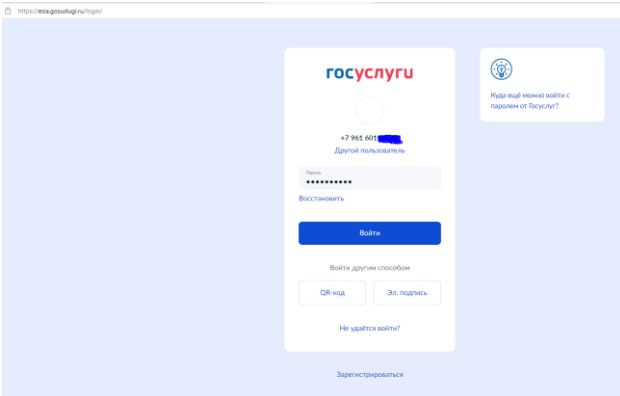 https://esia.gosuslugi.ru/login/
госуслуги
Куда ещё можно войти с
паролем от Госуслуг?
+7 961 601
Другой пользователь
Пароль
••••••••••
Восстановить
Войти
Войти другим способом
QR-код
Эл. подпись
Не удаётся войти?
Зарегистрироваться